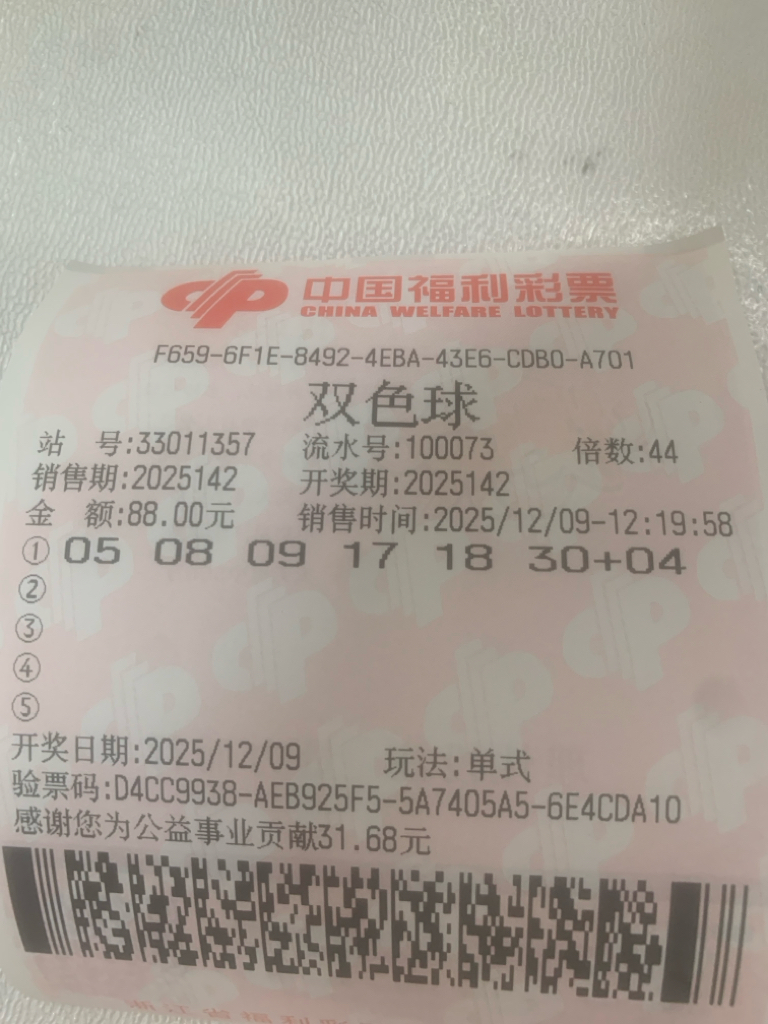 中国福利彩票
CHINA WELFARE LOTTERY
F659-6F1E-8492-4EBA-43E6-CDB0-A701
双色球
站 号:33011357 流水号:100073 倍数:44
销售期:2025142 开奖期:2025142
金 额:88.00元 销售时间:2025/12/09-12:19:58
① 05 08 09 17 18 30+04
②
③
④
⑤
开奖日期:2025/12/09 玩法:单式
验票码:D4CC9938-AEB925F5-5A7405A5-6E4CDA10
感谢您为公益事业贡献31.68元